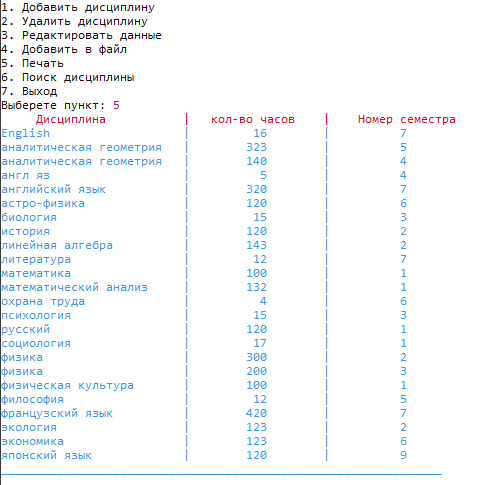 1. Добавить дисциплину
2. Удалить дисциплину
3. Редактировать данные
4. Добавить в файл
5. Печать
6. Поиск дисциплины
7. Выход
Выберете пункт: 5
Дисциплина | кол-во часов | Номер семестра
English | 16 | 7
аналитическая геометрия | 323 | 5
аналитическая геометрия | 140 | 4
англ яз | 5 | 4
английский язык | 320 | 7
астро-физика | 120 | 6
биология | 15 | 3
история | 120 | 2
линейная алгебра | 143 | 2
литература | 12 | 7
математика | 100 | 1
математический анализ | 132 | 1
охрана труда | 4 | 6
психология | 15 | 3
русский | 120 | 1
социология | 17 | 1
физика | 300 | 2
физика | 200 | 3
физическая культура | 100 | 1
философия | 12 | 5
французский язык | 420 | 7
экология | 123 | 2
экономика | 123 | 6
японский язык | 120 | 9